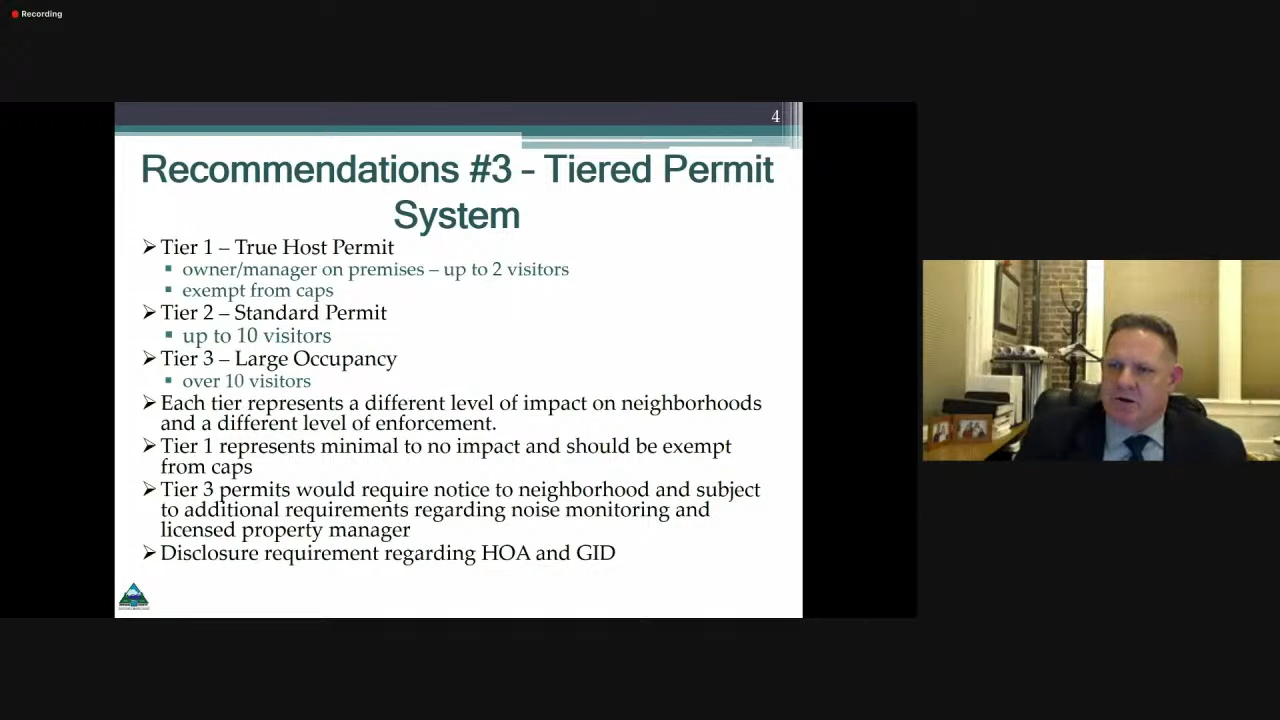 Recording
4
Recommendations #3 – Tiered Permit
System
➢ Tier 1 – True Host Permit
▪ owner/manager on premises – up to 2 visitors
▪ exempt from caps
➢ Tier 2 – Standard Permit
▪ up to 10 visitors
➢ Tier 3 – Large Occupancy
▪ over 10 visitors
➢ Each tier represents a different level of impact on neighborhoods
and a different level of enforcement.
➢ Tier 1 represents minimal to no impact and should be exempt
from caps
➢ Tier 3 permits would require notice to neighborhood and subject
to additional requirements regarding noise monitoring and
licensed property manager
➢ Disclosure requirement regarding HOA and GID